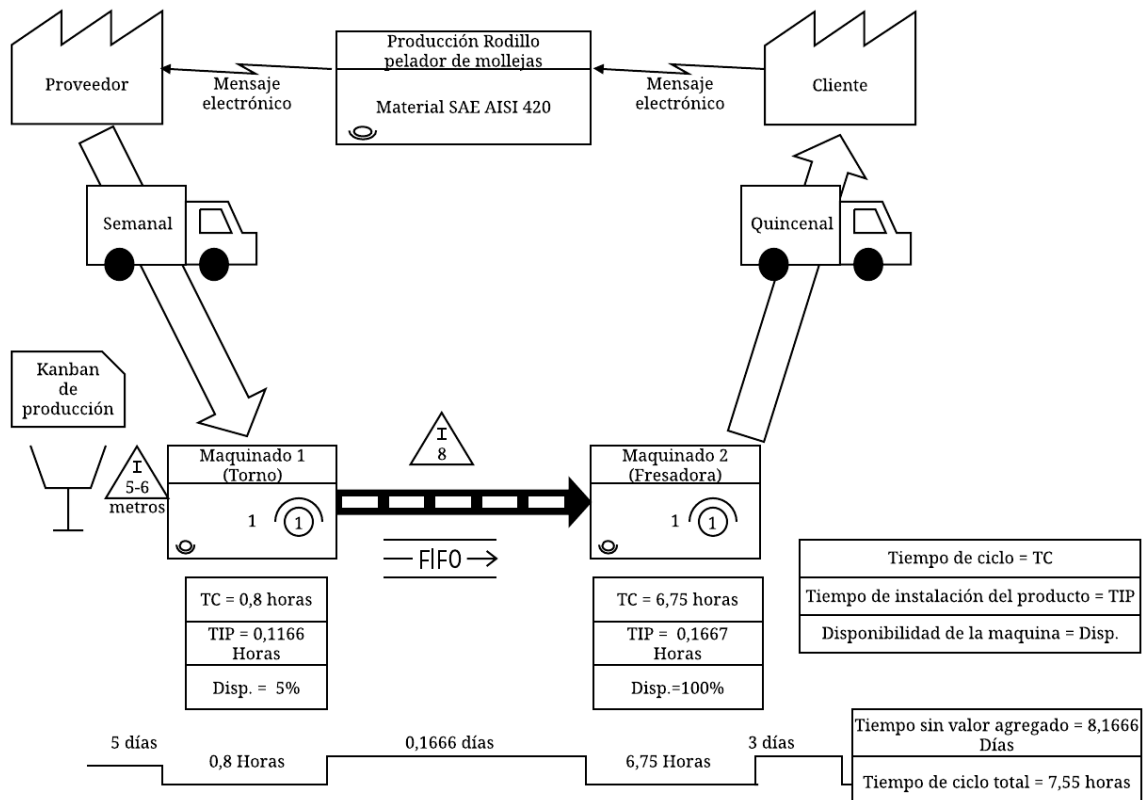 Proveedor
Mensaje
electrónico
Producción Rodillo
pelador de mollejas
Material SAE AISI 420
Mensaje
electrónico
Cliente
Semanal
Quincenal
Kanban
de
producción
I
5-6
metros
Maquinado 1
(Torno)
1
1
I
8
FIFO
Maquinado 2
(Fresadora)
1
1
TC = 0,8 horas
TIP = 0,1166
Horas
Disp. = 5%
TC = 6,75 horas
TIP = 0,1667
Horas
Disp.=100%
Tiempo de ciclo = TC
Tiempo de instalación del producto = TIP
Disponibilidad de la maquina = Disp.
5 días
0,8 Horas
0,1666 días
6,75 Horas
3 días
Tiempo sin valor agregado = 8,1666
Días
Tiempo de ciclo total = 7,55 horas